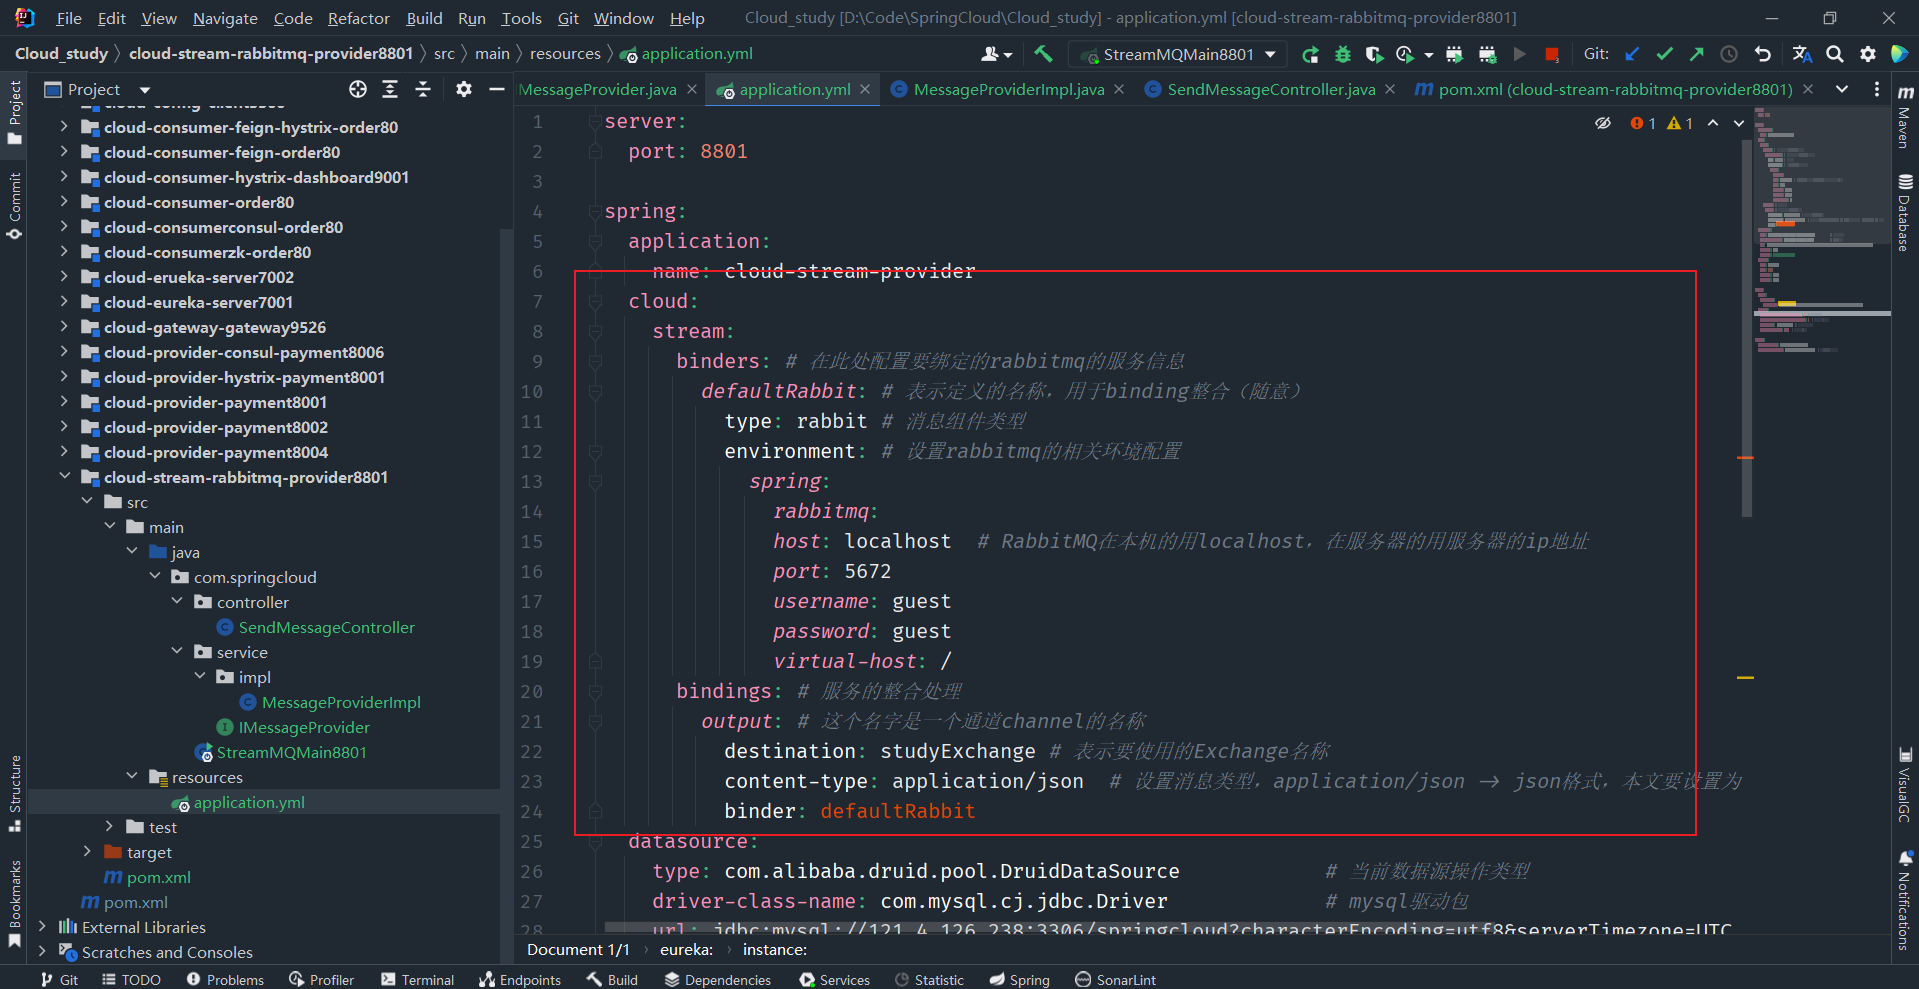 File Edit View Navigate Code Refactor Build Run Tools Git Window Help Cloud_study [D:\Code\SpringCloud\Cloud_study] - application.yml [cloud-stream-rabbitmq-provider8801]
Cloud_study 〉 cloud-stream-rabbitmq-provider8801 〉 src 〉 main 〉 resources 〉 application.yml StreamMQMain8801 Git:
Project MessageProvider.java application.yml MessageProviderImpl.java SendMessageController.java pom.xml (cloud-stream-rabbitmq-provider8801)
Project
Commit
Structure
Bookmarks
cloud-consumer-feign-hystrix-order80
cloud-consumer-feign-order80
cloud-consumer-hystrix-dashboard9001
cloud-consumer-order80
cloud-consumerconsul-order80
cloud-consumerzk-order80
cloud-erueka-server7002
cloud-eureka-server7001
cloud-gateway-gateway9526
cloud-provider-consul-payment8006
cloud-provider-hystrix-payment8001
cloud-provider-payment8001
cloud-provider-payment8002
cloud-provider-payment8004
cloud-stream-rabbitmq-provider8801
src
main
java
com.springcloud
controller
SendMessageController
service
impl
MessageProviderImpl
IMessageProvider
StreamMQMain8801
resources
application.yml
test
target
pom.xml
pom.xml
External Libraries
Scratches and Consoles
1 1
1 server:
2 port: 8801
3
4 spring:
5 application:
6 name: cloud-stream-provider
7 cloud:
8 stream:
9 binders: # 在此处配置要绑定的rabbitmq的服务信息
10 defaultRabbit: # 表示定义的名称，用于binding整合（随意）
11 type: rabbit # 消息组件类型
12 environment: # 设置rabbitmq的相关环境配置
13 spring:
14 rabbitmq:
15 host: localhost # RabbitMQ在本机的用localhost，在服务器的用服务器的ip地址
16 port: 5672
17 username: guest
18 password: guest
19 virtual-host: /
20 bindings: # 服务的整合处理
21 output: # 这个名字是一个通道channel的名称
22 destination: studyExchange # 表示要使用的Exchange名称
23 content-type: application/json # 设置消息类型，application/json -> json格式，本文要设置为
24 binder: defaultRabbit
25 datasource:
26 type: com.alibaba.druid.pool.DruidDataSource # 当前数据源操作类型
27 driver-class-name: com.mysql.cj.jdbc.Driver # mysql驱动包
28 url: jdbc:mysql://121.4.126.238:3306/springcloud?characterEncoding=utf8&serverTimezone=UTC
Document 1/1 › eureka: › instance:
Maven
Database
VisualGC
Notifications
Git TODO Problems Profiler Terminal Endpoints Build Dependencies Services Statistic Spring SonarLint